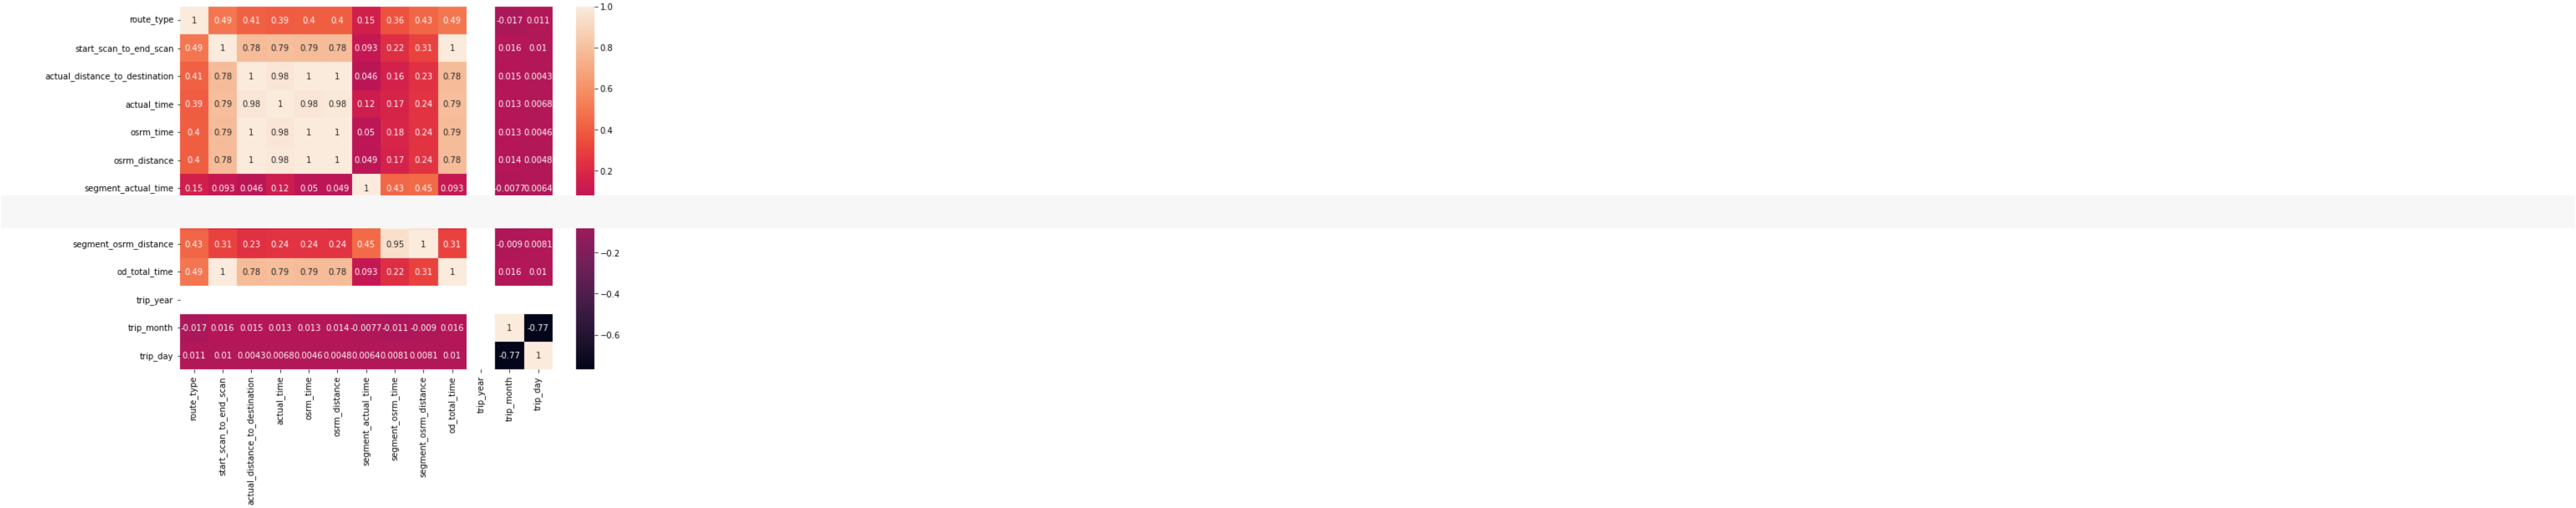 route_type 1 0.49 0.41 0.39 0.4 0.4 0.15 0.36 0.43 0.49 -0.017 0.011 1.0
start_scan_to_end_scan 0.49 1 0.78 0.79 0.79 0.78 0.093 0.22 0.31 1 0.016 0.01 0.8
actual_distance_to_destination 0.41 0.78 1 0.98 1 1 0.046 0.16 0.23 0.78 0.015 0.0043
actual_time 0.39 0.79 0.98 1 0.98 0.98 0.12 0.17 0.24 0.79 0.013 0.0068 0.6
osrm_time 0.4 0.79 1 0.98 1 1 0.05 0.18 0.24 0.79 0.013 0.0046 0.4
osrm_distance 0.4 0.78 1 0.98 1 1 0.049 0.17 0.24 0.78 0.014 0.0048 0.2
segment_actual_time 0.15 0.093 0.046 0.12 0.05 0.049 1 0.43 0.45 0.093 -0.0077 0.0064
segment_osrm_distance 0.43 0.31 0.23 0.24 0.24 0.24 0.45 0.95 1 0.31 -0.009 0.0081 −0.2
od_total_time 0.49 1 0.78 0.79 0.79 0.78 0.093 0.22 0.31 1 0.016 0.01
trip_year −0.4
trip_month -0.017 0.016 0.015 0.013 0.013 0.014 -0.0077 -0.011 -0.009 0.016 1 -0.77 −0.6
trip_day 0.011 0.01 0.0043 0.0068 0.0046 0.0048 0.0064 0.0081 0.0081 0.01 -0.77 1
route_type
start_scan_to_end_scan
actual_distance_to_destination
actual_time
osrm_time
osrm_distance
segment_actual_time
segment_osrm_time
segment_osrm_distance
od_total_time
trip_year
trip_month
trip_day